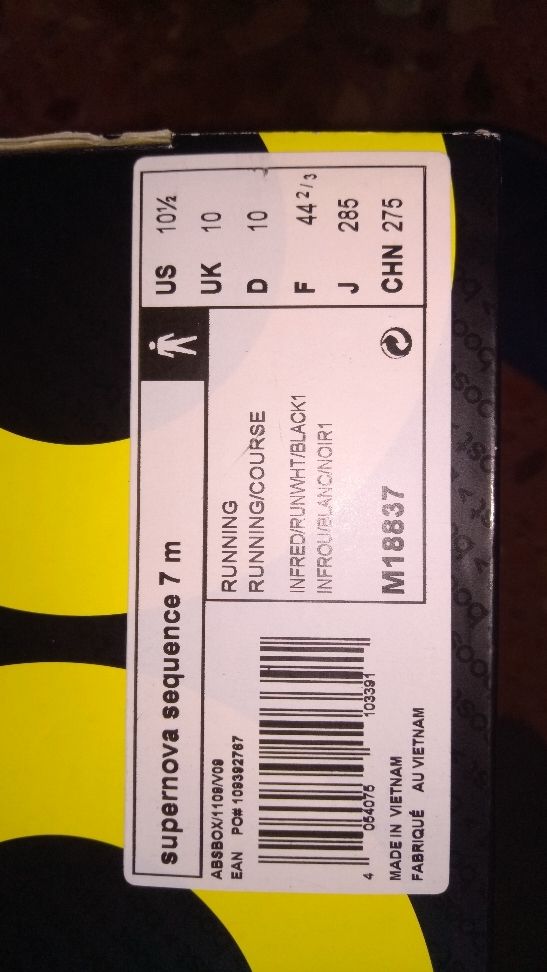 supernova sequence 7 m
US 10½
UK 10
D 10
F 44 2/3
J 285
CHN 275
RUNNING
RUNNING/COURSE
INFRED/RUNWHT/BLACK1
INFROU/BLANC/NOIR1
M18837
ABSBOX/1109/V09
EAN PO# 109392767
4 054075 103391
MADE IN VIETNAM
FABRIQUÉ AU VIETNAM
boost